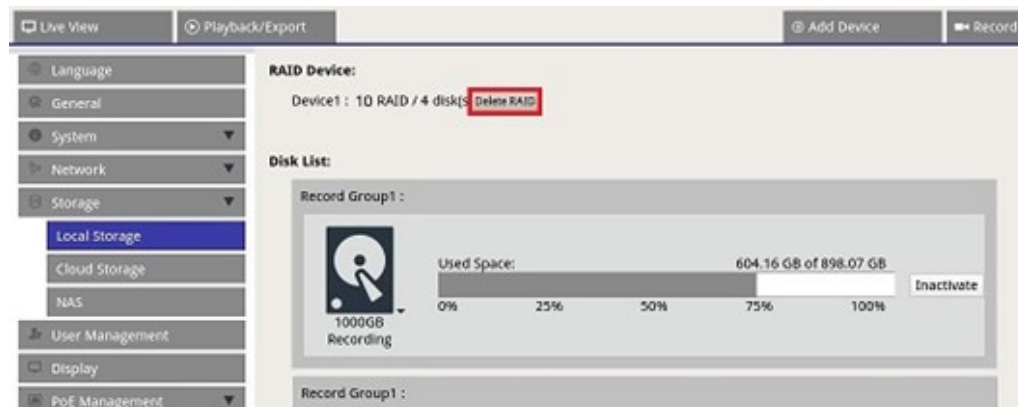 Live View
Playback/Export
Add Device
Record
Language
General
System
Network
Storage
Local Storage
Cloud Storage
NAS
User Management
Display
PoE Management
RAID Device:
Device1 : 10 RAID / 4 disk(s Delete RAID
Disk List:
Record Group1 :
Used Space: 604.16 GB of 898.07 GB
Inactivate
0% 25% 50% 75% 100%
1000GB
Recording
Record Group1 :